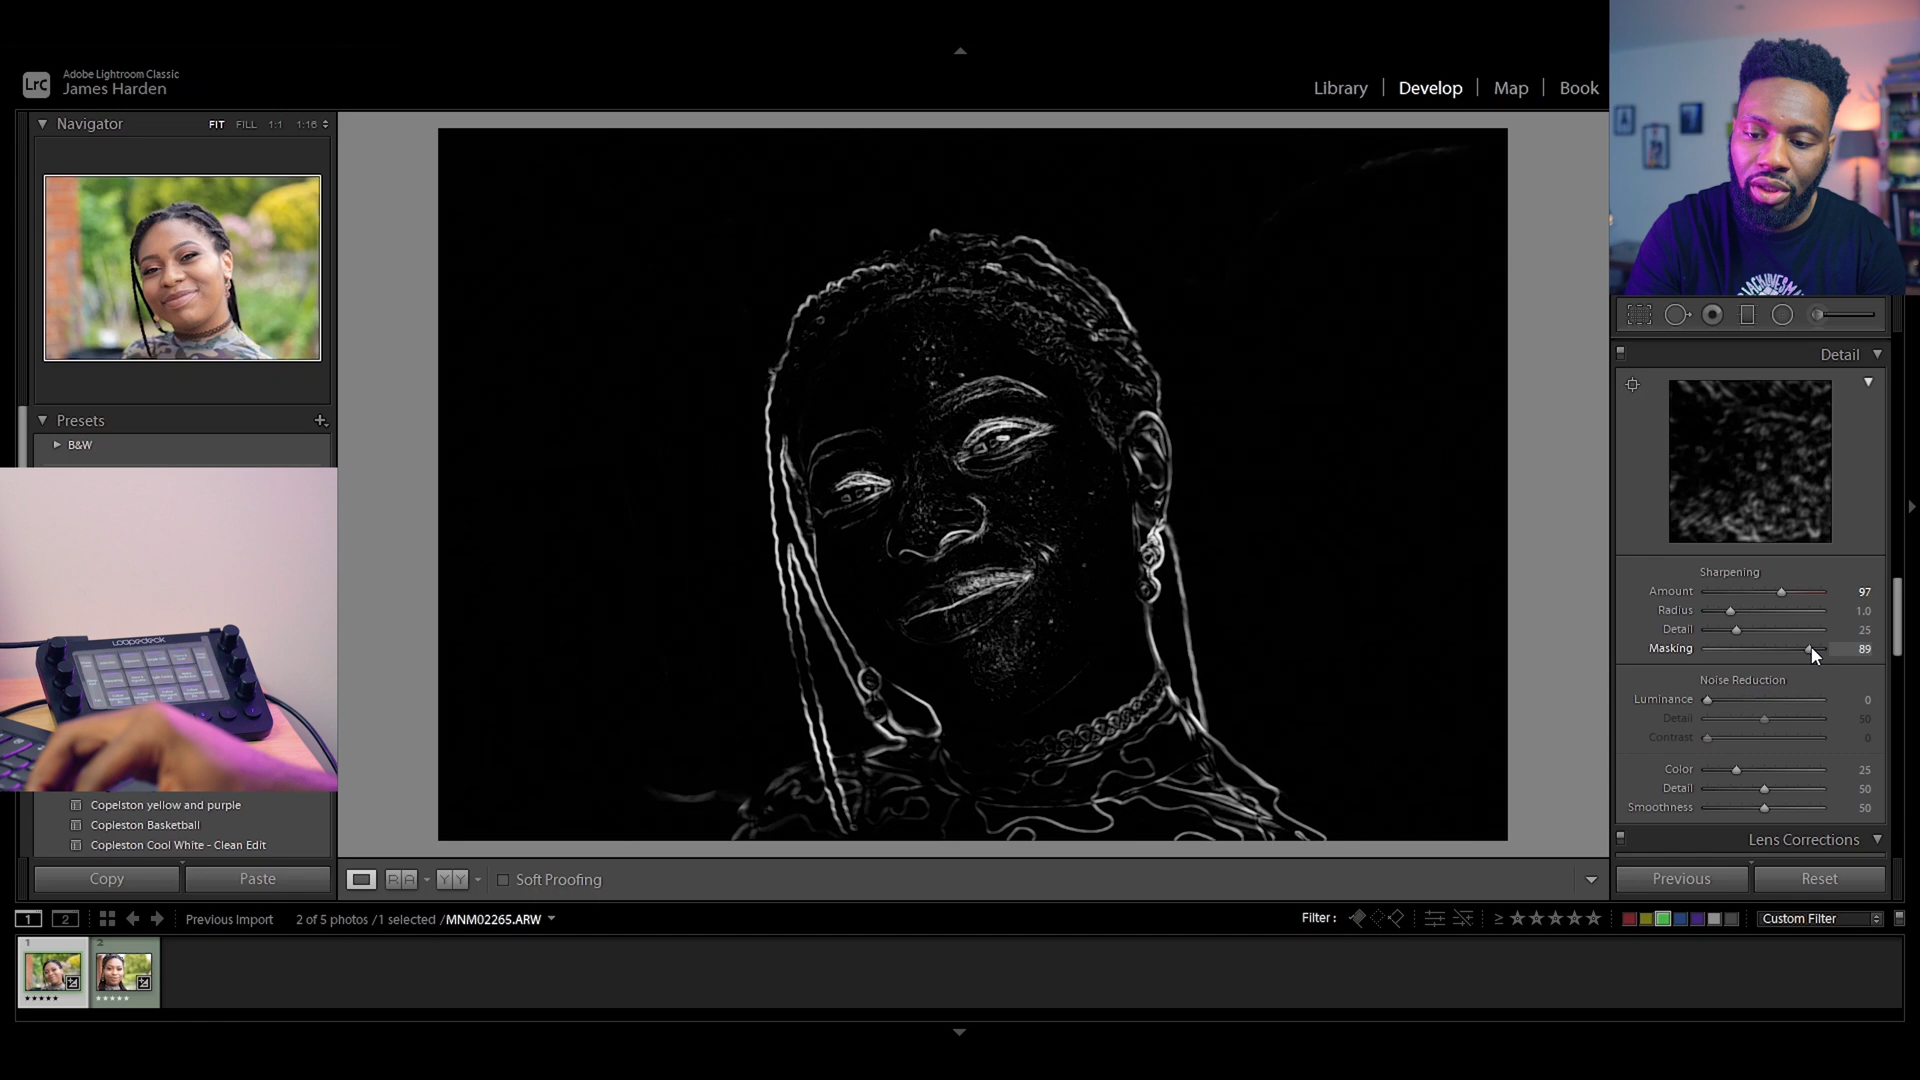 Adobe Lightroom Classic
James Harden
Library | Develop | Map | Book
Navigator FIT FILL 1:1 1:16
Presets
B&W
Loupedeck
Copelston yellow and purple
Copleston Basketball
Copleston Cool White - Clean Edit
Copy Paste
Soft Proofing
Detail
Sharpening
Amount 97
Radius 1.0
Detail 25
Masking 89
Noise Reduction
Luminance 0
Detail 50
Contrast 0
Color 25
Detail 50
Smoothness 50
Lens Corrections
Previous Reset
1 2 Previous Import 2 of 5 photos /1 selected /MNM02265.ARW Filter : ≥ Custom Filter
1 2